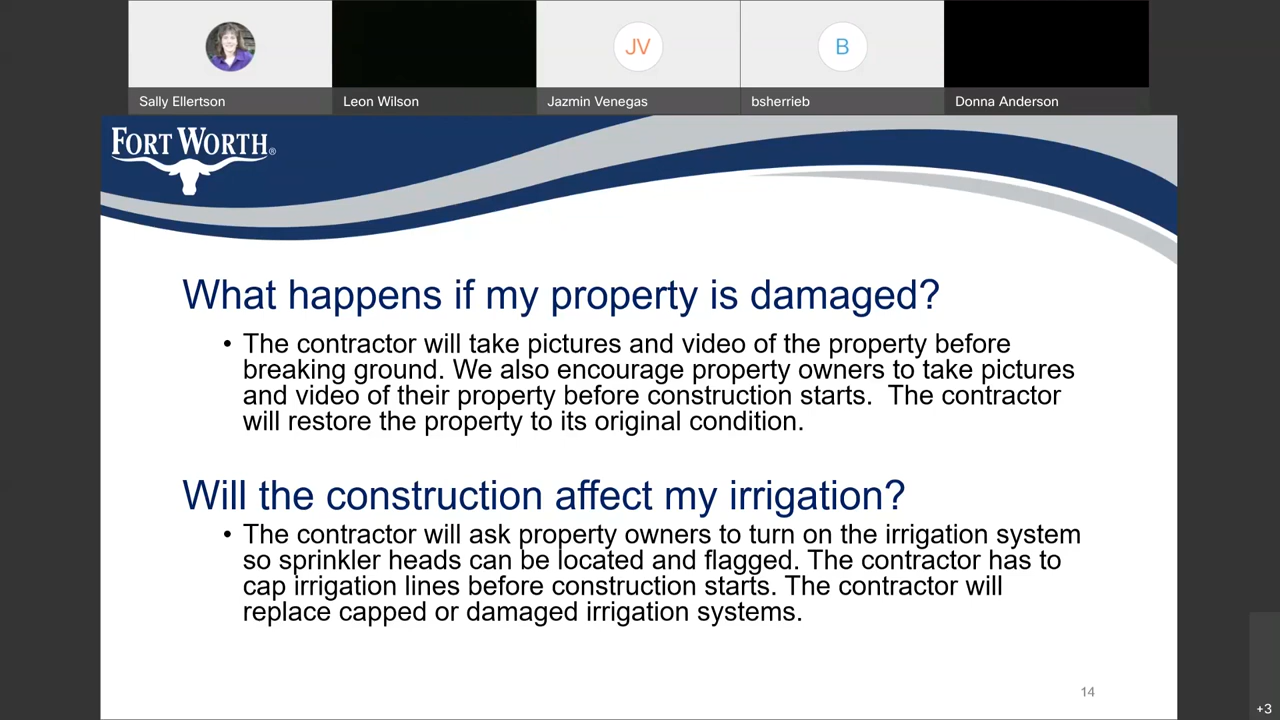 JV
B
Sally Ellertson
Leon Wilson
Jazmin Venegas
bsherrieb
Donna Anderson
FORT WORTH®
What happens if my property is damaged?
• The contractor will take pictures and video of the property before
breaking ground. We also encourage property owners to take pictures
and video of their property before construction starts.  The contractor
will restore the property to its original condition.
Will the construction affect my irrigation?
• The contractor will ask property owners to turn on the irrigation system
so sprinkler heads can be located and flagged. The contractor has to
cap irrigation lines before construction starts. The contractor will
replace capped or damaged irrigation systems.
14
+3